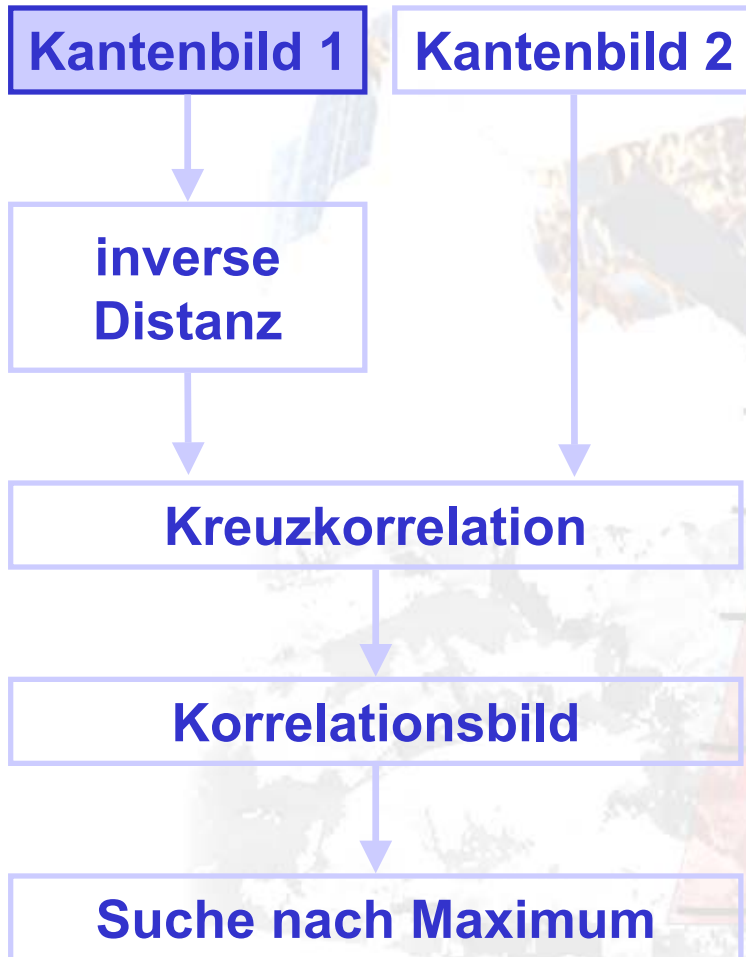 Kantenbild 1
Kantenbild 2
inverse
Distanz
Kreuzkorrelation
Korrelationsbild
Suche nach Maximum